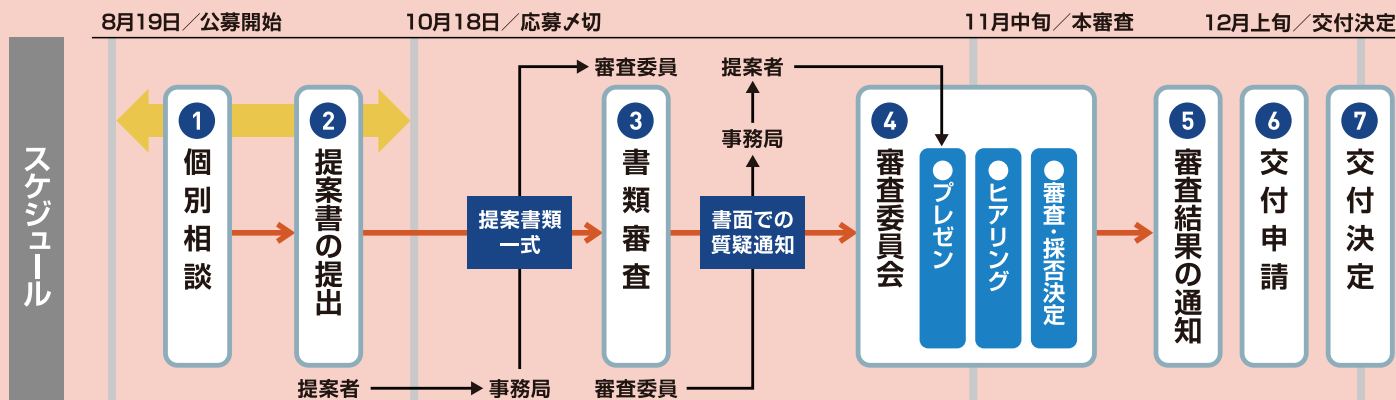 8月19日／公募開始
10月18日／応募〆切
11月中旬／本審査
12月上旬／交付決定
スケジュール
1
個別相談
2
提案書の提出
提案者
事務局
提案書類
一式
審査委員
3
書類審査
審査委員
書面での
質疑通知
事務局
提案者
4
審査委員会
プレゼン
ヒアリング
審査・採否決定
5
審査結果の通知
6
交付申請
7
交付決定